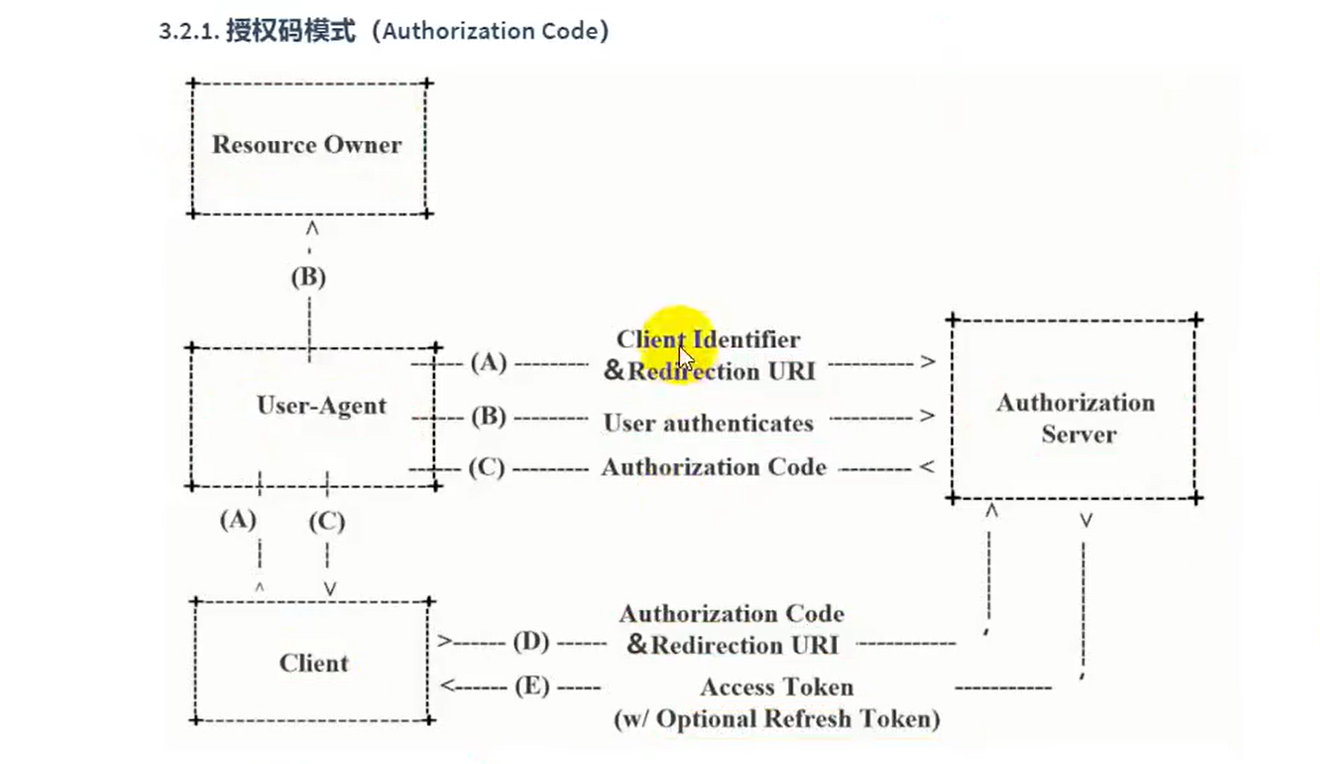 3.2.1. 授权码模式（Authorization Code）
Resource Owner
(B)
Client Identifier
(A) &Redirection URI
User-Agent
(B) User authenticates
Authorization
Server
(C) Authorization Code
(A) (C)
Authorization Code
(D) &Redirection URI
Client
(E) Access Token
(w/ Optional Refresh Token)